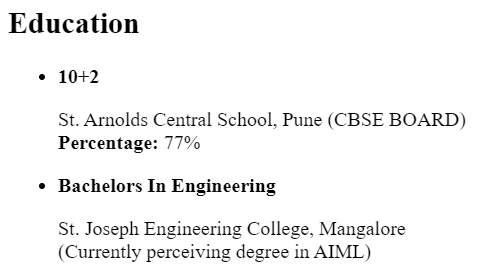 Education
10+2
St. Arnolds Central School, Pune (CBSE BOARD)
Percentage: 77%
Bachelors In Engineering
St. Joseph Engineering College, Mangalore
(Currently perceiving degree in AIML)